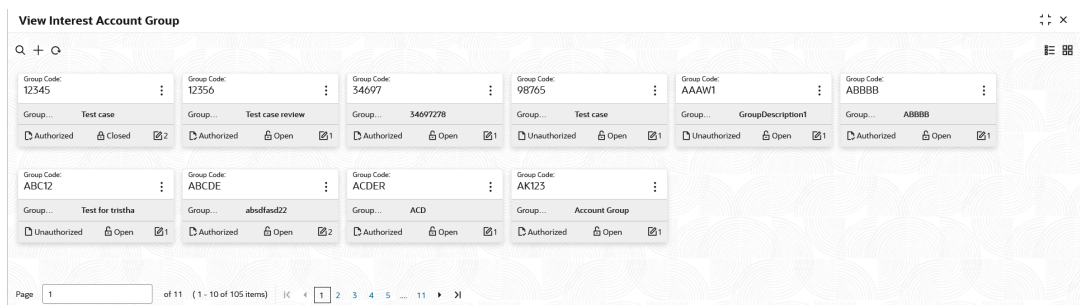 View Interest Account Group
Group Code: Group Code: Group Code: Group Code: Group Code: Group Code:
12345 12356 34697 98765 AAAW1 ABBBB
Group... Test case Group... Test case review Group... 34697278 Group... Test case Group... GroupDescription1 Group... ABBBB
Authorized Closed 2 Authorized Open 1 Authorized Open 1 Unauthorized Open 1 Unauthorized Open 1 Authorized Open 1
Group Code: Group Code: Group Code: Group Code:
ABC12 ABCDE ACDER AK123
Group... Test for tristha Group... absdfasd22 Group... ACD Group... Account Group
Unauthorized Open 1 Authorized Open 2 Authorized Open 1 Authorized Open 1
Page 1 of 11 ( 1 - 10 of 105 items) 1 2 3 4 5 .... 11